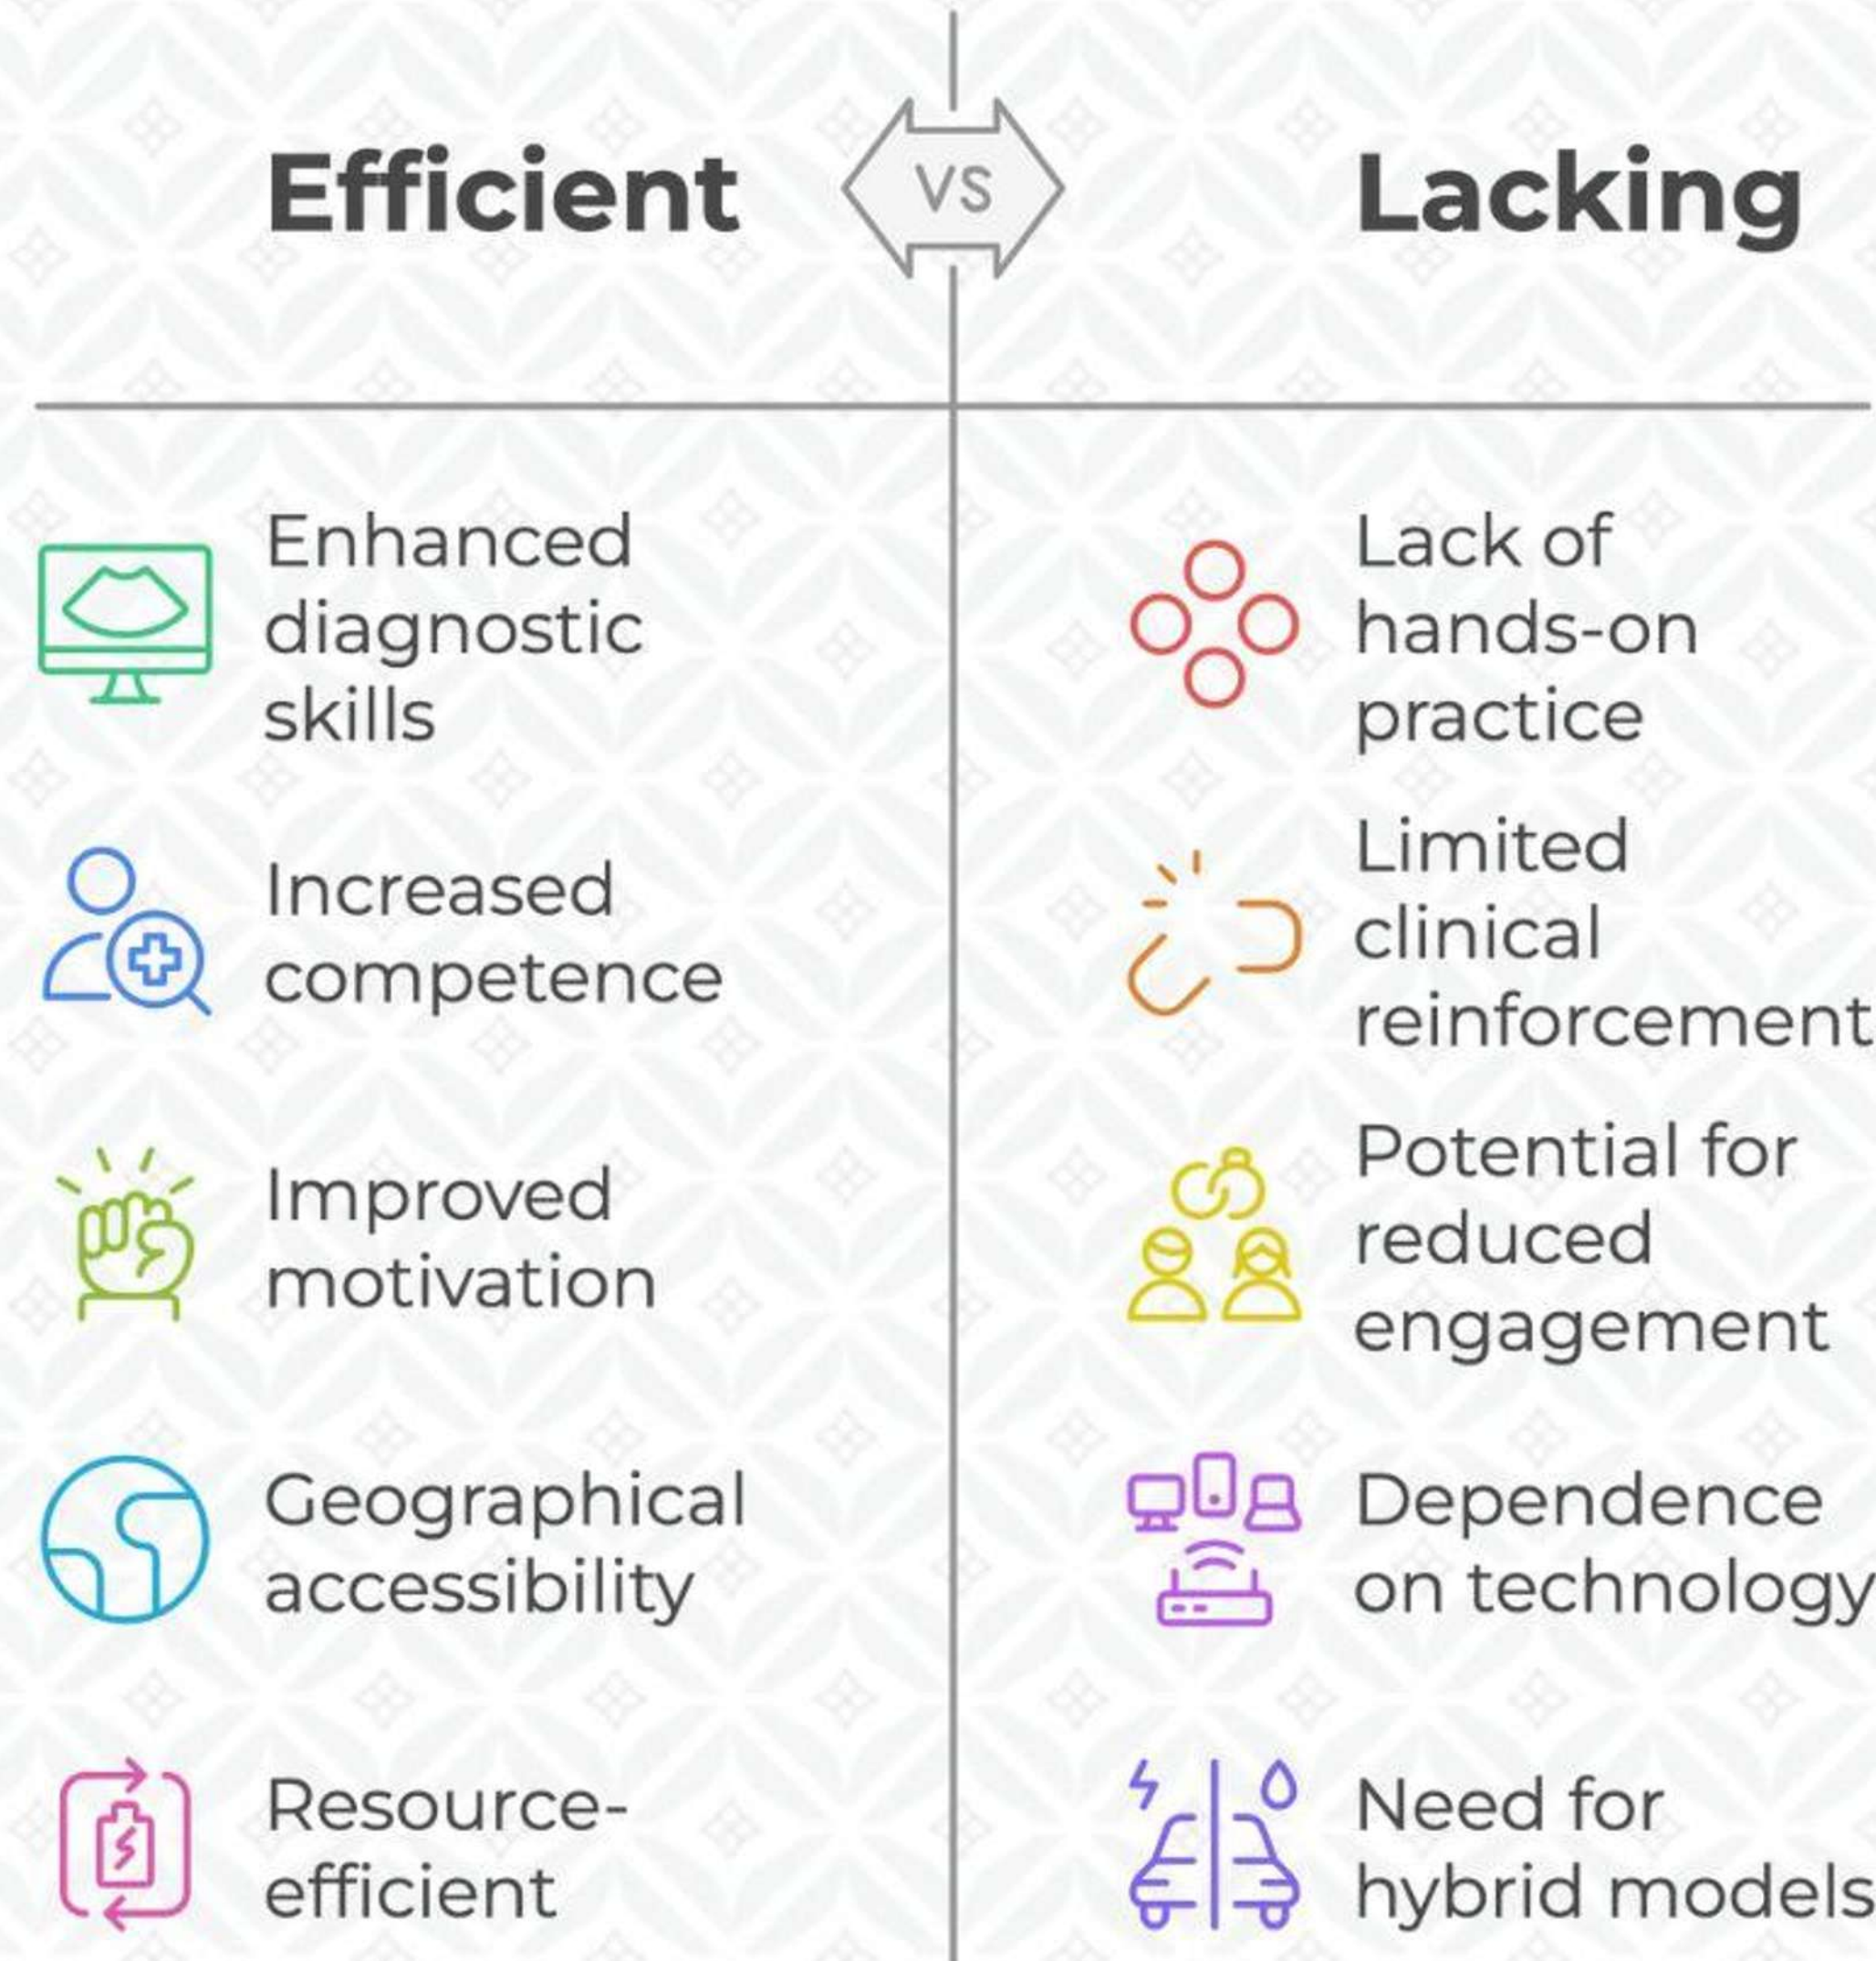 Efficient
VS
Lacking
Enhanced
diagnostic
skills
Lack of
hands-on
practice
Increased
competence
Limited
clinical
reinforcement
Improved
motivation
Potential for
reduced
engagement
Geographical
accessibility
Dependence
on technology
Resource-
efficient
Need for
hybrid models